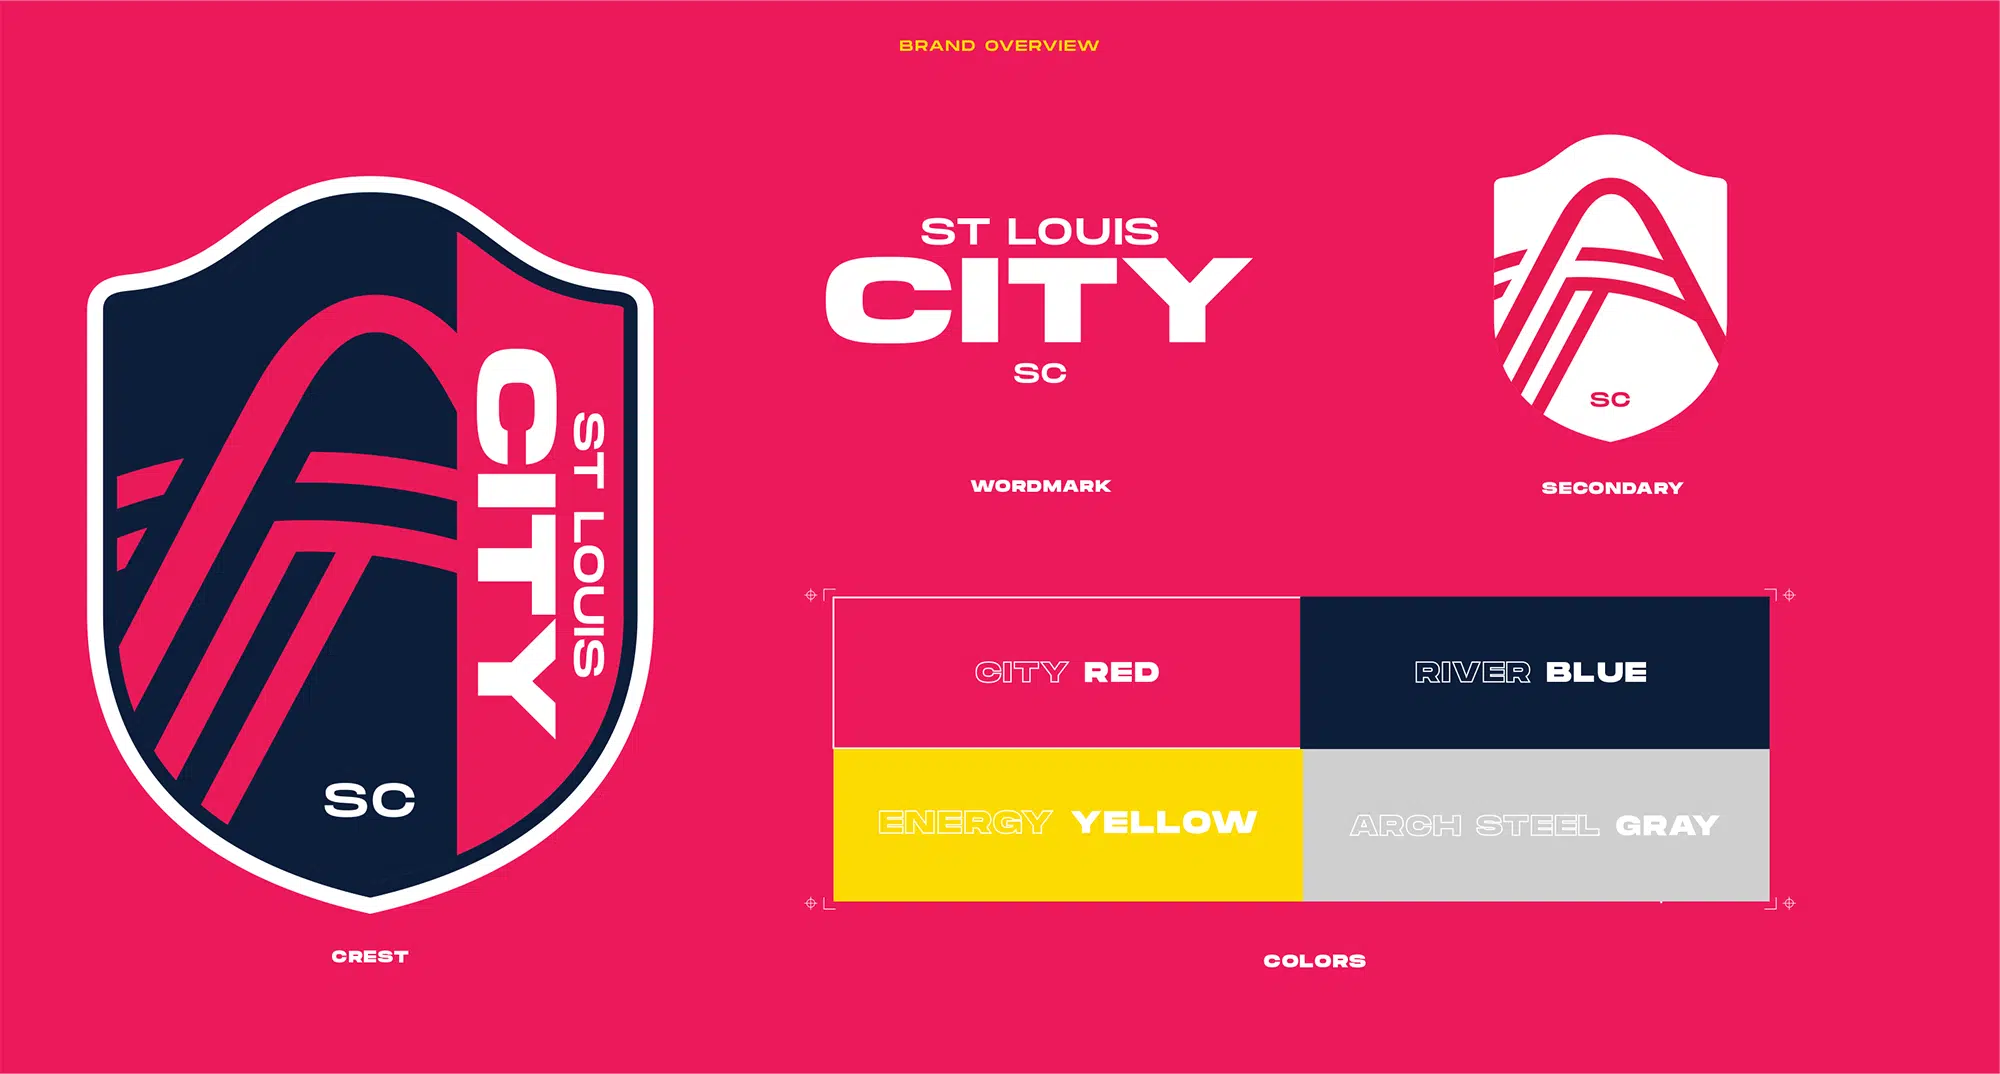 BRAND OVERVIEW
CITY
ST LOUIS
SC
CREST
ST LOUIS
CITY
SC
WORDMARK
SC
SECONDARY
CITY RED
RIVER BLUE
ENERGY YELLOW
ARCH STEEL GRAY
COLORS